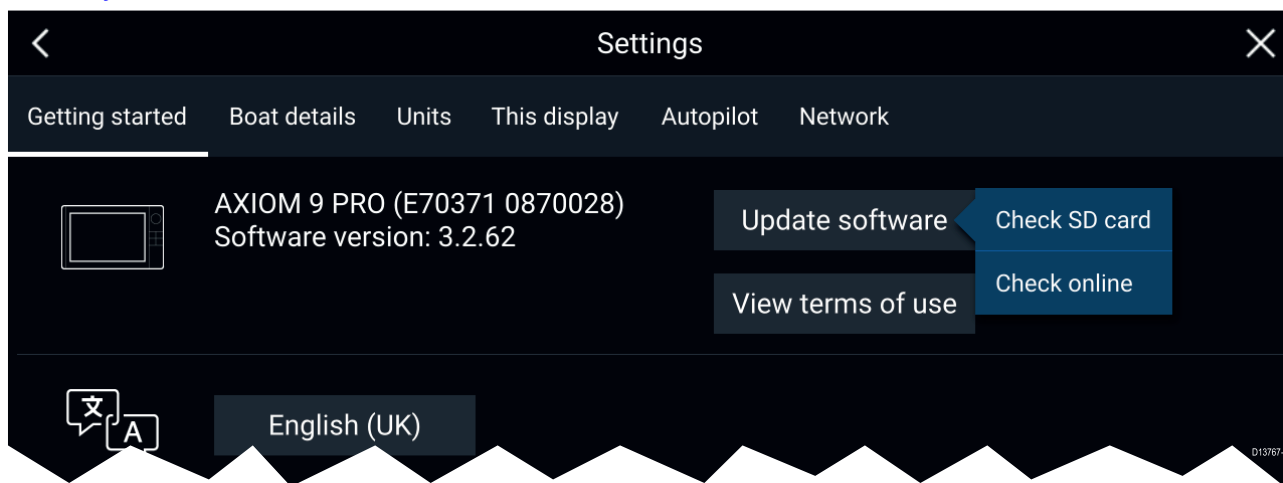 Settings
Getting started Boat details Units This display Autopilot Network
AXIOM 9 PRO (E70371 0870028)
Software version: 3.2.62
Update software
Check SD card
Check online
View terms of use
文 A
English (UK)
D13767-